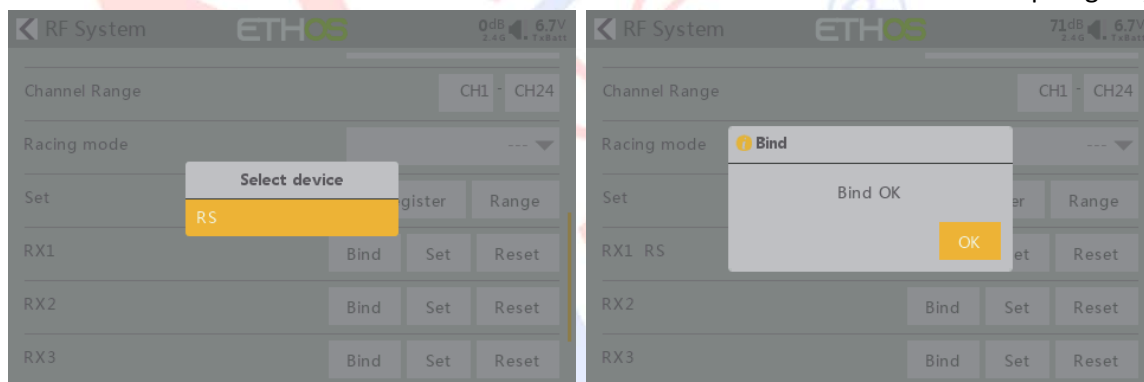 RF System ETHOS 0dB 2.4G 6.7V TxBatt
Channel Range CH1 - CH24
Racing mode ---
Select device
Set gister Range
RS
RX1 Bind Set Reset
RX2 Bind Set Reset
RX3 Bind Set Reset
RF System ETHOS 71dB 2.4G 6.7V TxBatt
Channel Range CH1 - CH24
Racing mode ---
Bind
Bind OK
Set er Range
OK
RX1 RS et Reset
RX2 Bind Set Reset
RX3 Bind Set Reset